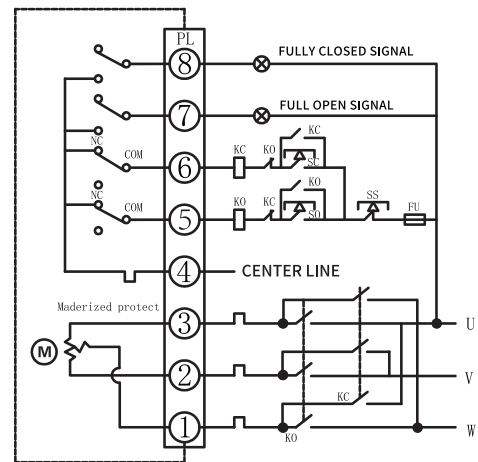 PL
8 FULLY CLOSED SIGNAL
7 FULL OPEN SIGNAL
NC COM 6 KC KO KC SC
NC COM 5 KO KC KO SO SS FU
4 CENTER LINE
Maderized protect
3 U
M 2 V
KC
1 KO W